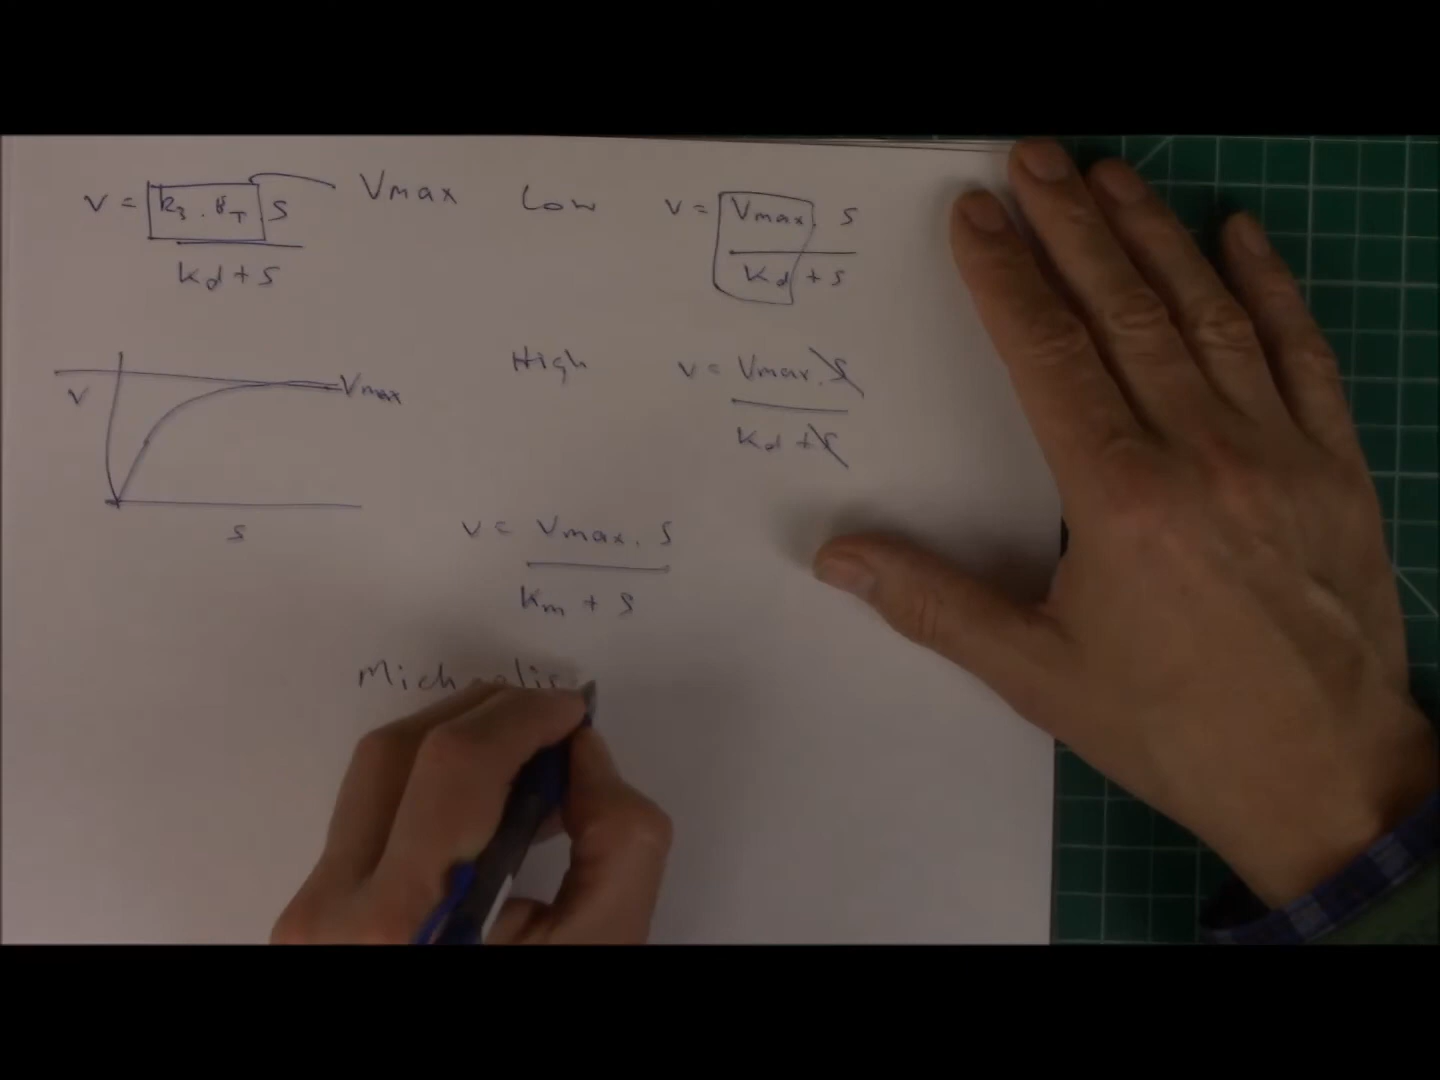 v = k3 . ET S
kd + S
Vmax
Low
v = Vmax . S
kd + S
v
Vmax
S
High
v = Vmax . S
kd + S
v = Vmax . S
km + S